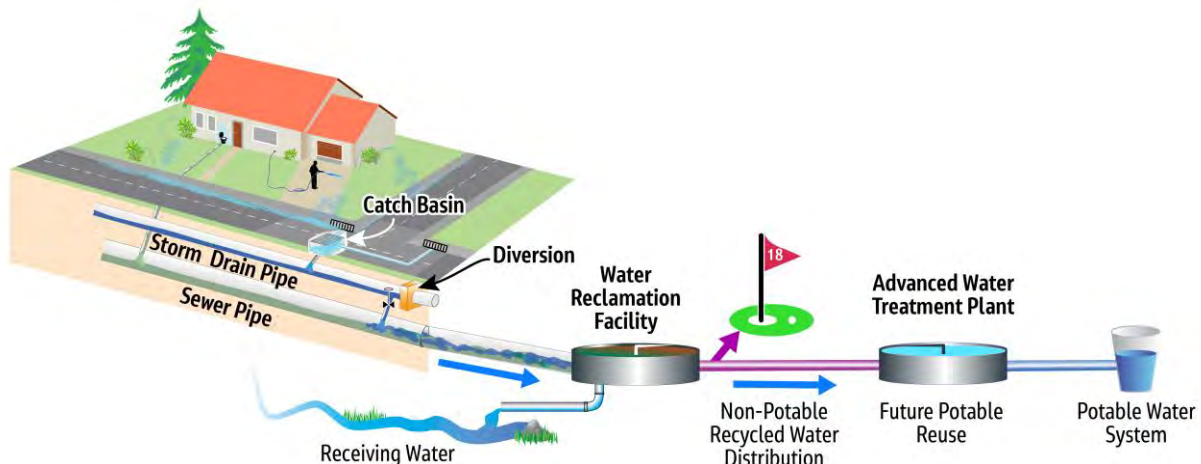 Catch Basin
Storm Drain Pipe
Sewer Pipe
Diversion
Water
Reclamation
Facility
18
Advanced Water
Treatment Plant
Receiving Water
Non-Potable
Recycled Water
Distribution
Future Potable
Reuse
Potable Water
System